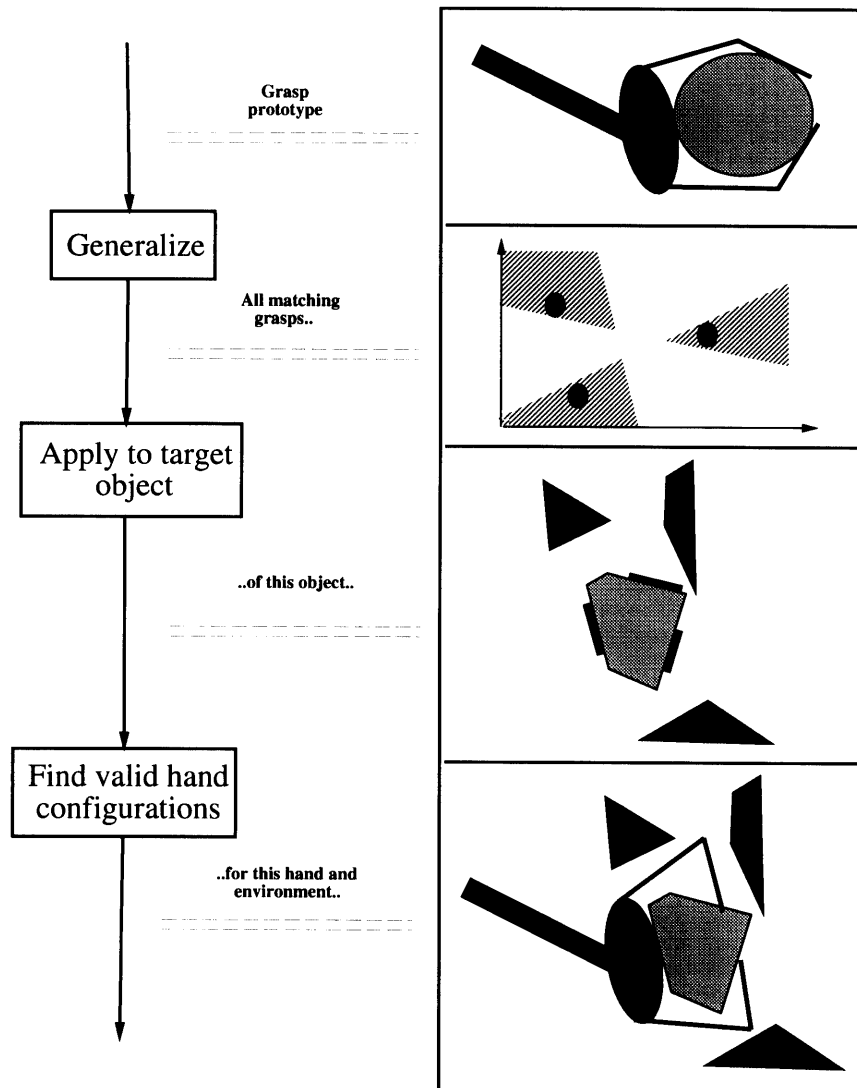 Grasp
prototype
Generalize
All matching
grasps..
Apply to target
object
..of this object..
Find valid hand
configurations
..for this hand and
environment..